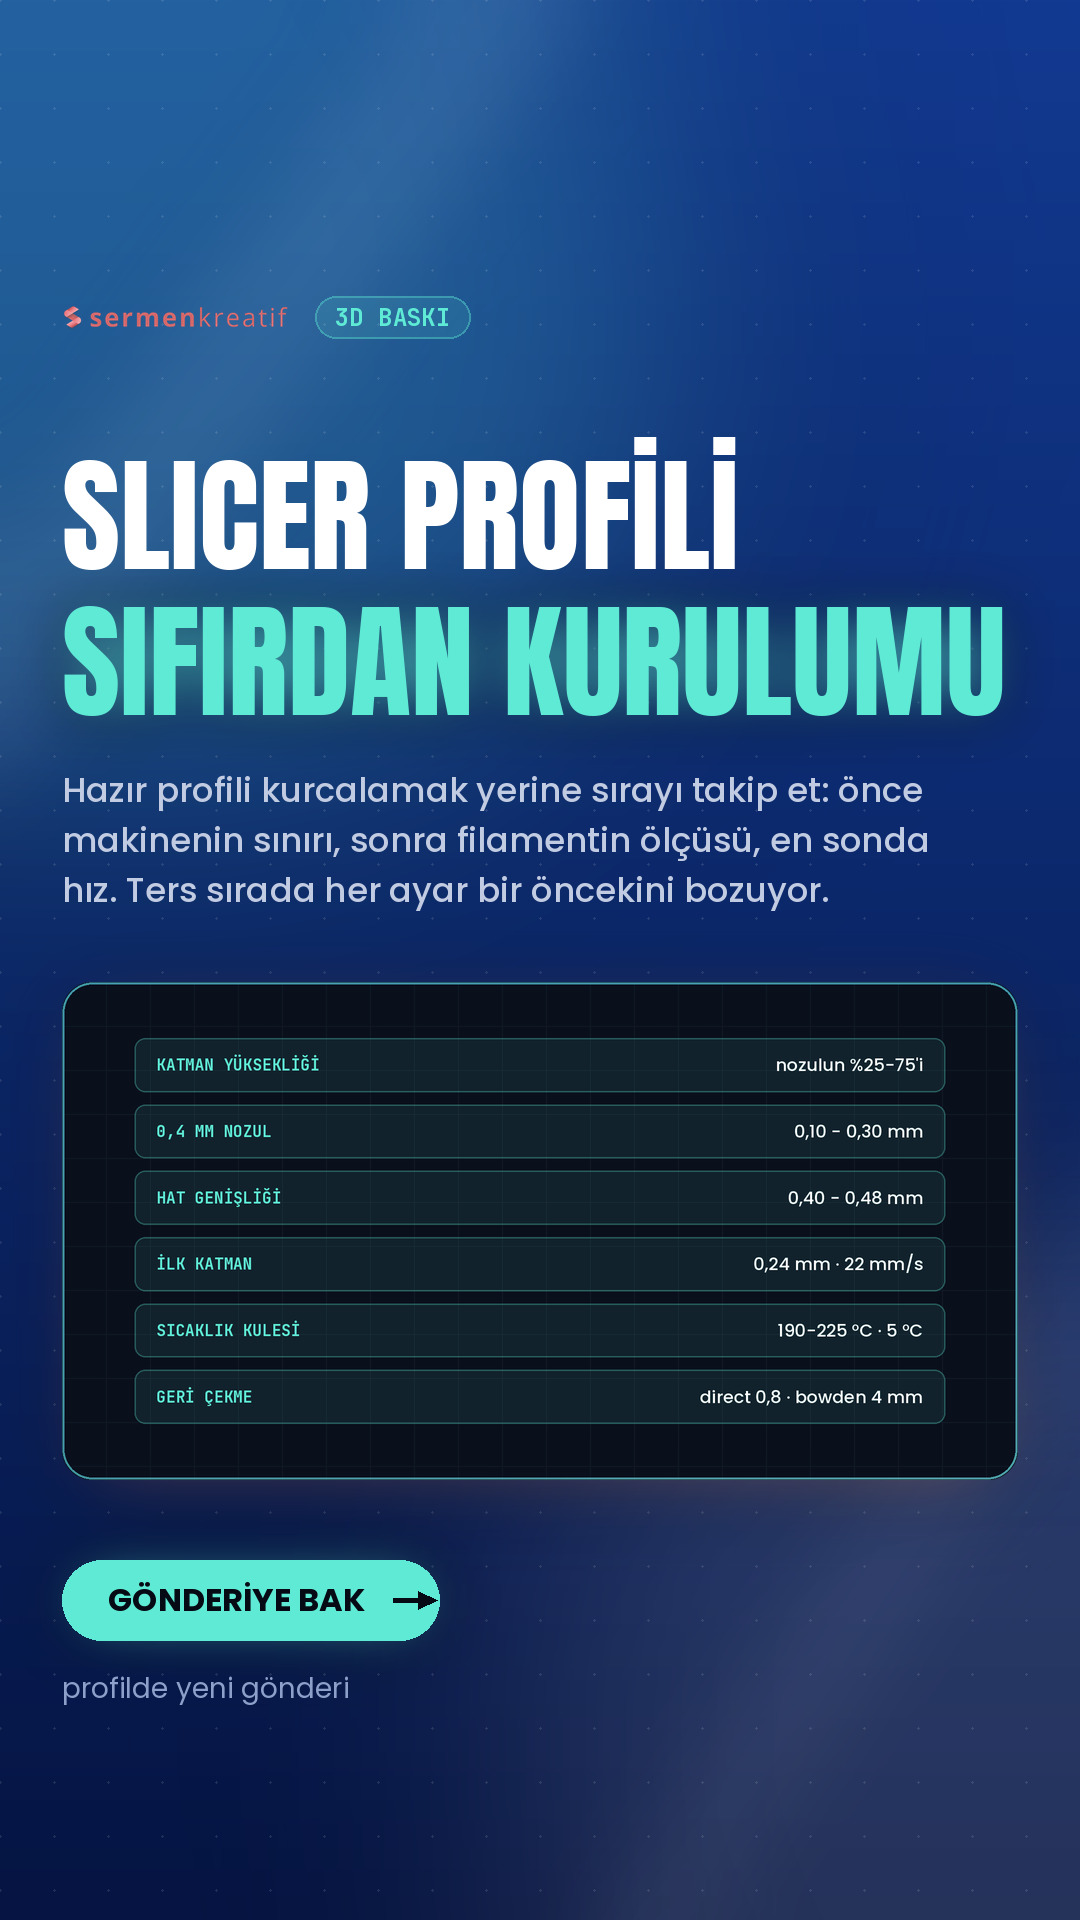 sermenkreatif
3D BASKI
SLICER PROFİLİ
SIFIRDAN KURULUMU
Hazır profili kurcalamak yerine sırayı takip et: önce
makinenin sınırı, sonra filamentin ölçüsü, en sonda
hız. Ters sırada her ayar bir öncekini bozuyor.
KATMAN YÜKSEKLİĞİ nozulun %25-75'i
0,4 MM NOZUL 0,10 - 0,30 mm
HAT GENİŞLİĞİ 0,40 - 0,48 mm
İLK KATMAN 0,24 mm · 22 mm/s
SICAKLIK KULESİ 190-225 °C · 5 °C
GERİ ÇEKME direct 0,8 · bowden 4 mm
GÖNDERİYE BAK →
profilde yeni gönderi